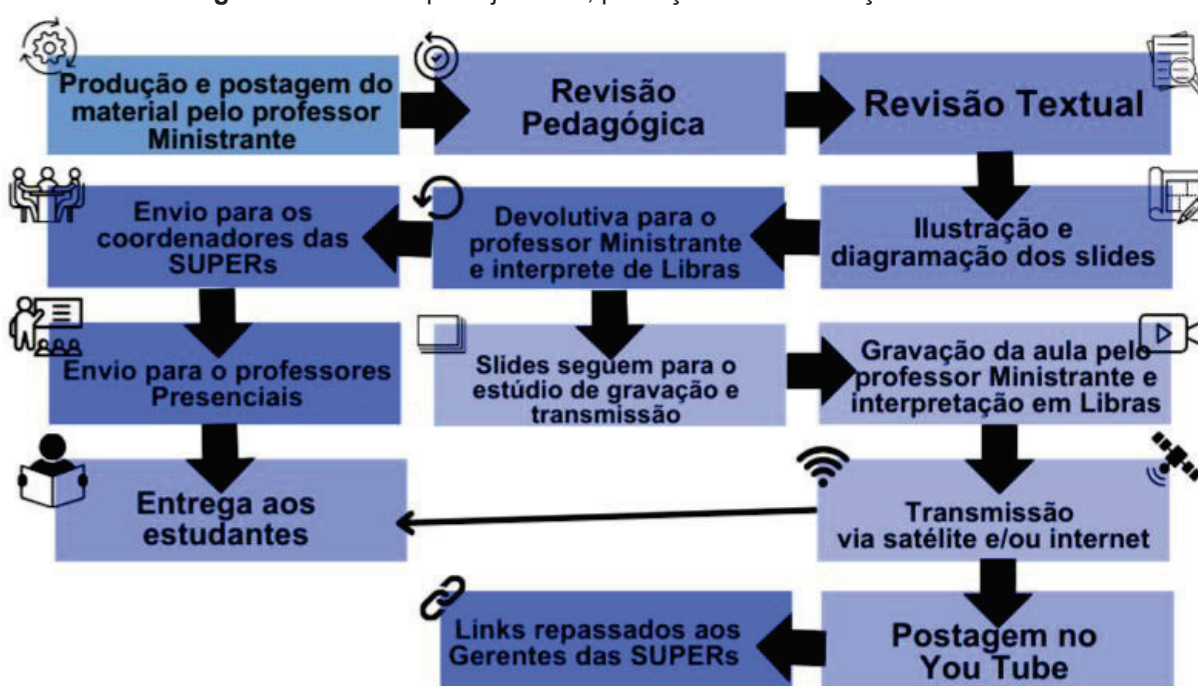 Produção e postagem do
material pelo professor
Ministrante
Revisão
Pedagógica
Revisão Textual
Envio para os
coordenadores das
SUPERs
Devolutiva para o
professor Ministrante
e interprete de Libras
Ilustração e
diagramação dos slides
Envio para o professores
Presenciais
Slides seguem para o
estúdio de gravação e
transmissão
Gravação da aula pelo
professor Ministrante e
interpretação em Libras
Entrega aos
estudantes
Transmissão
via satélite e/ou internet
Links repassados aos
Gerentes das SUPERs
Postagem no
You Tube